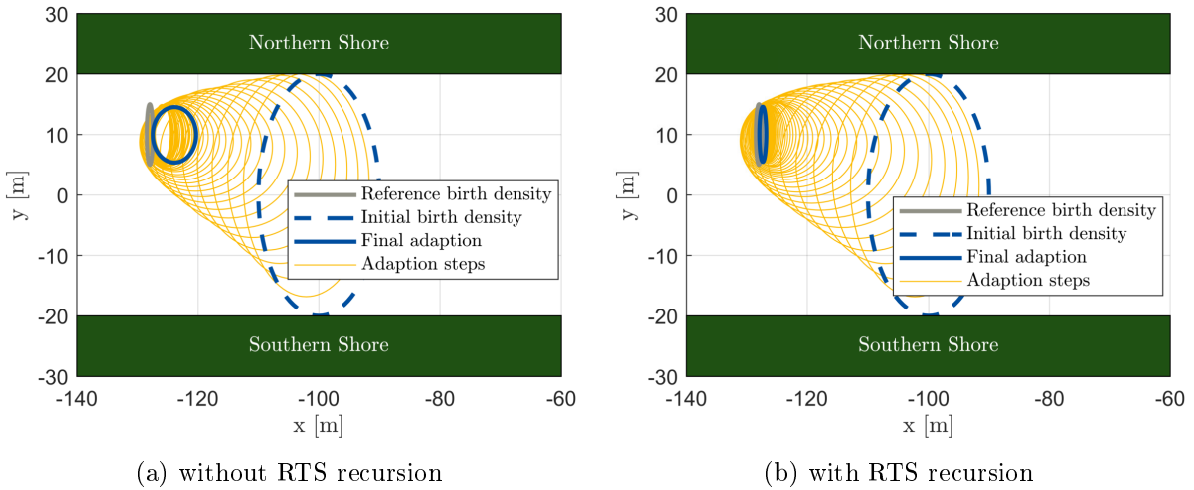 30
20
10
0
-10
-20
-30
y [m]
Northern Shore
Reference birth density
Initial birth density
Final adaption
Adaption steps
Southern Shore
-140 -120 -100 -80 -60
x [m]
(a) without RTS recursion
30
20
10
0
-10
-20
-30
y [m]
Northern Shore
Reference birth density
Initial birth density
Final adaption
Adaption steps
Southern Shore
-140 -120 -100 -80 -60
x [m]
(b) with RTS recursion